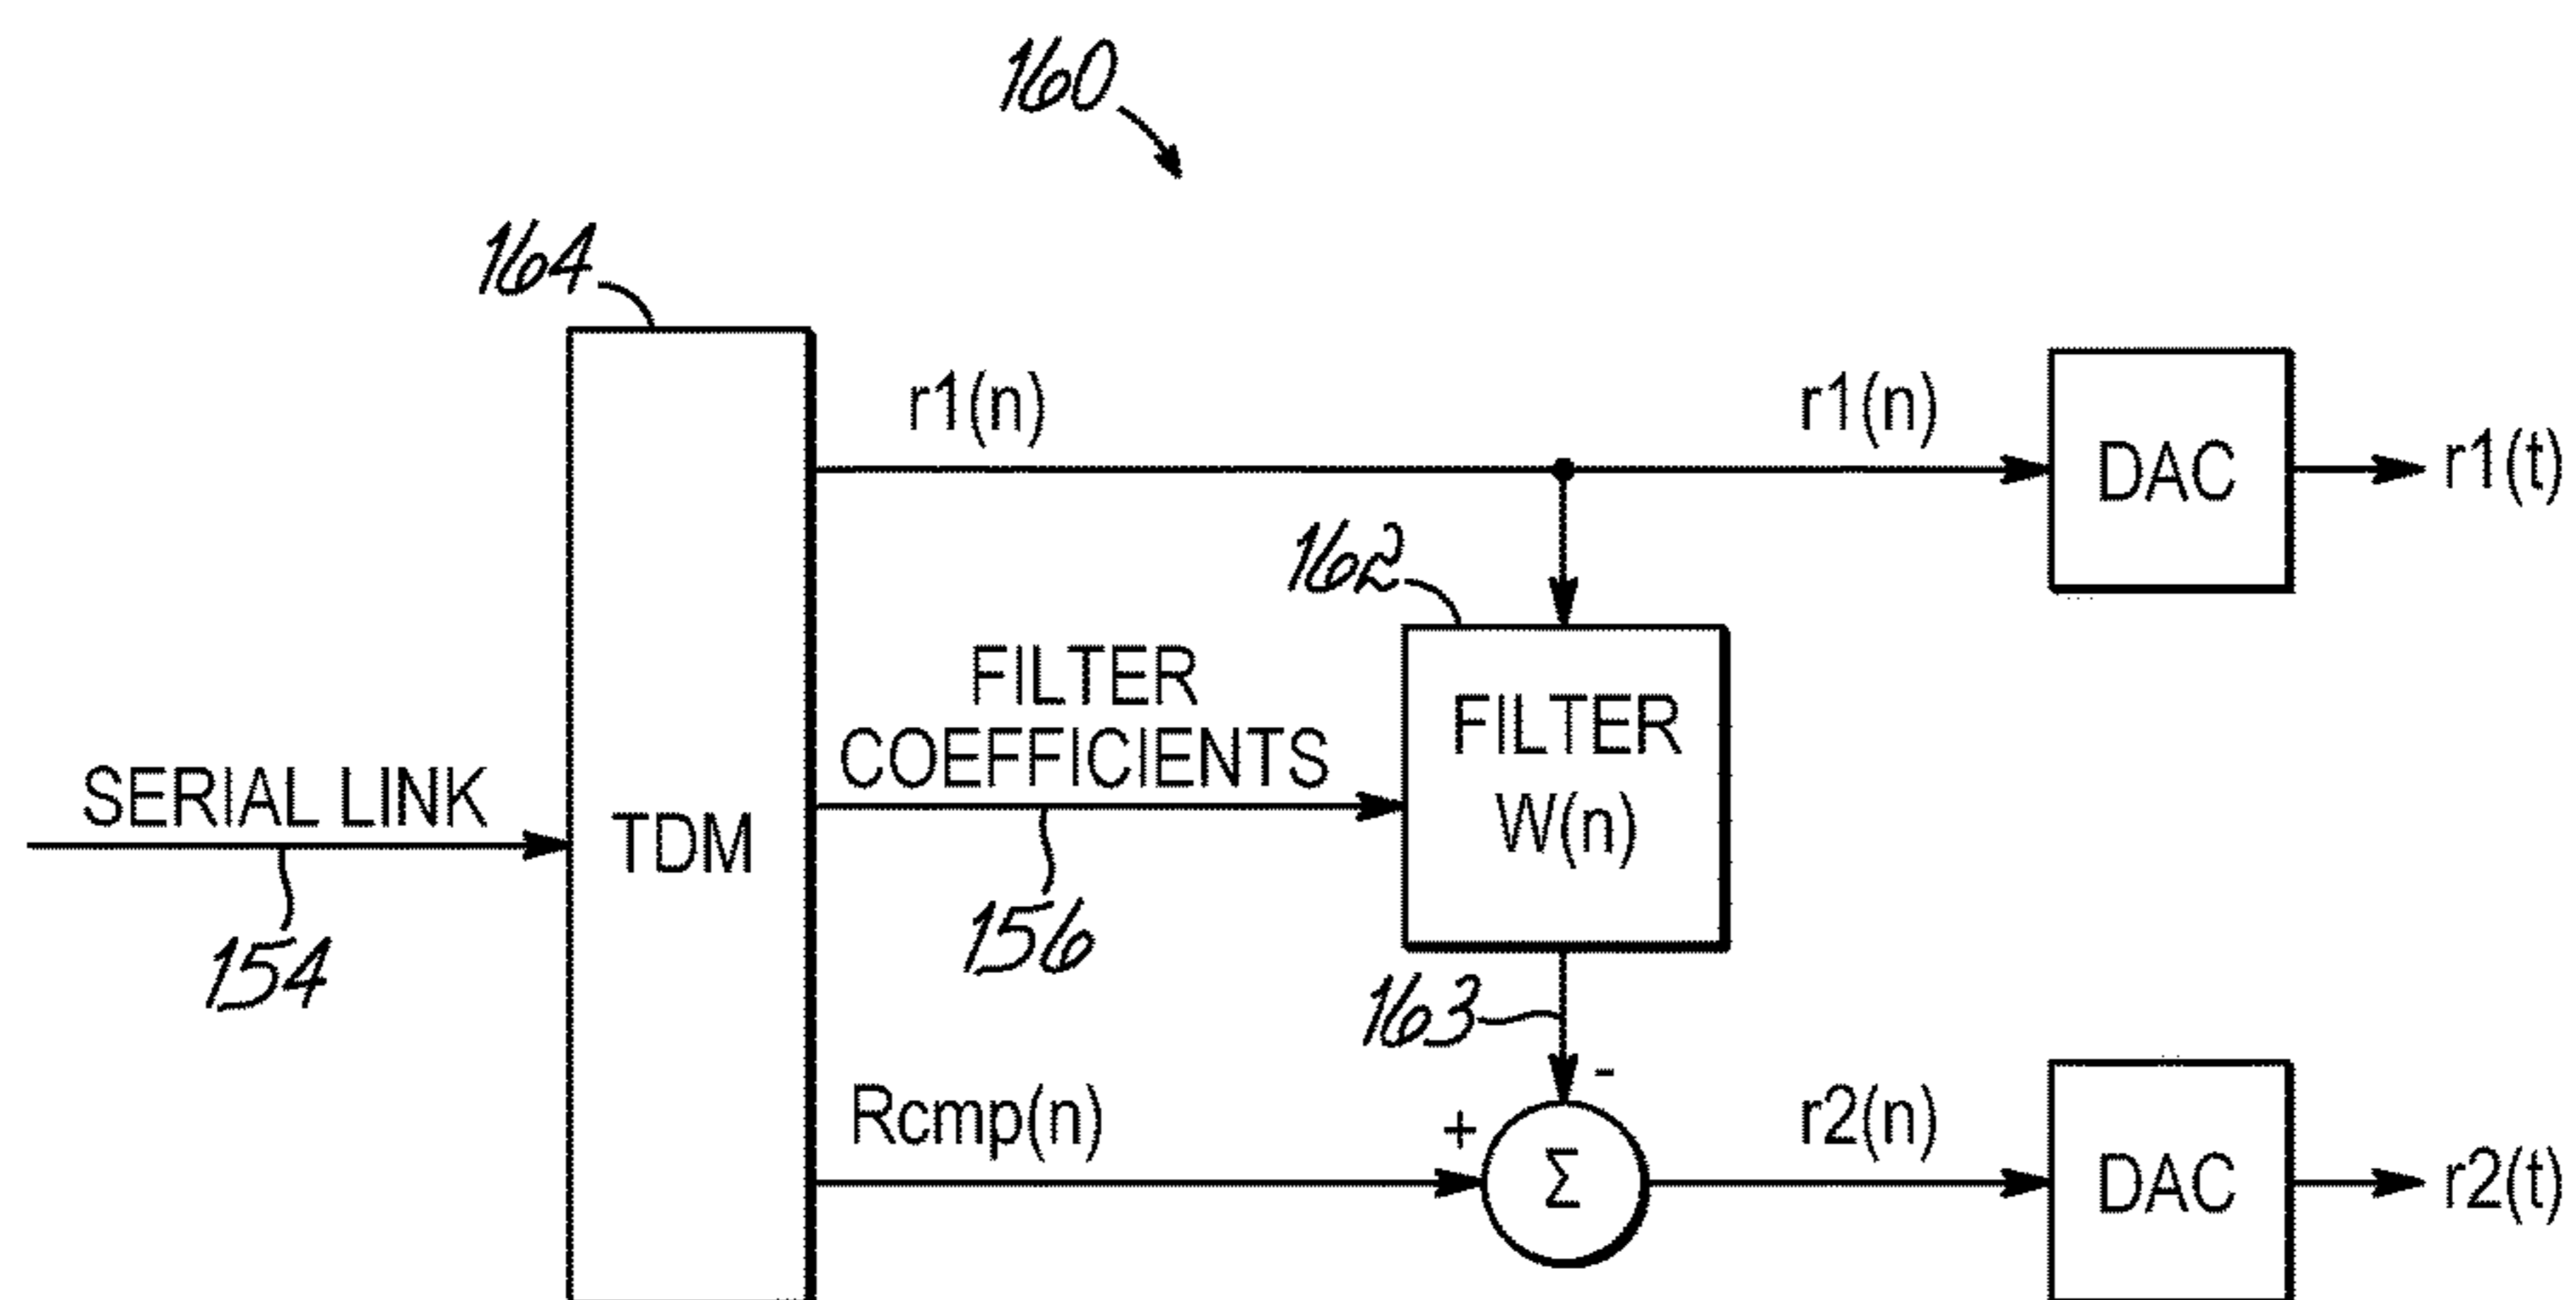 160
164
r1(n)
r1(n)
DAC
r1(t)
162
FILTER
COEFFICIENTS
FILTER
W(n)
SERIAL LINK
TDM
154
156
163
-
Rcmp(n)
+
Σ
r2(n)
DAC
r2(t)